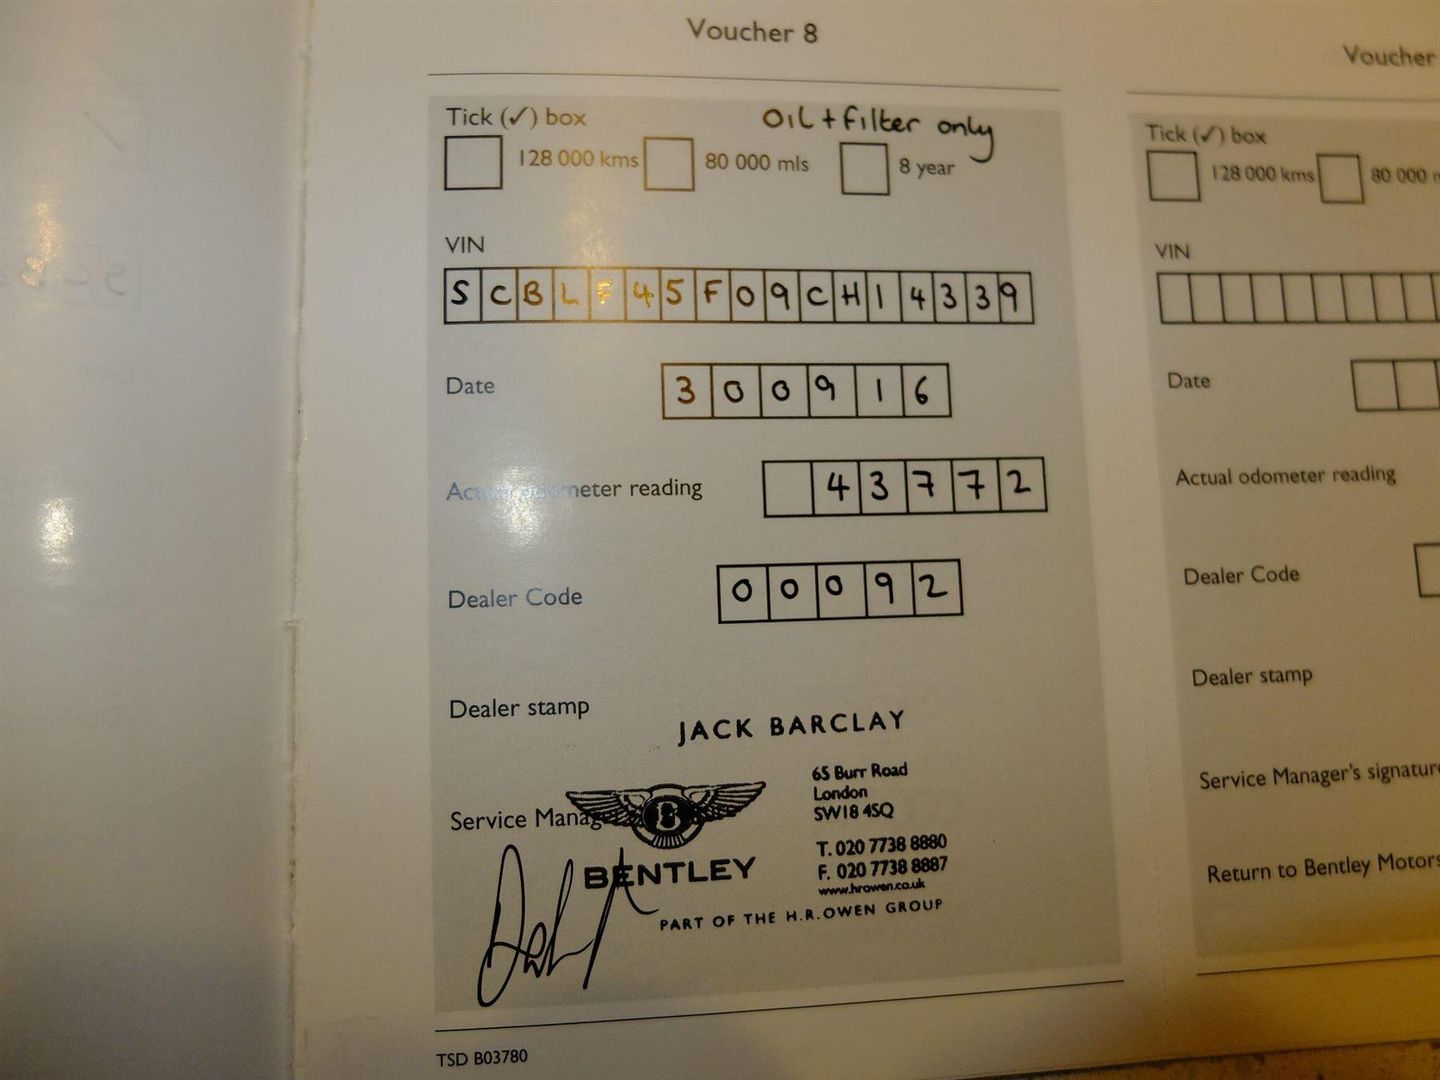 Voucher 8
Tick (✓) box
OIL + filter only
128 000 kms
80 000 mls
8 year
VIN
SCBLF45F09CH14339
Date
300916
Actual odometer reading
43772
Dealer Code
00092
Dealer stamp
JACK BARCLAY
65 Burr Road
London
SW18 4SQ
Service Manag
BENTLEY
T. 020 7738 8880
F. 020 7738 8887
www.hrowen.co.uk
PART OF THE H.R.OWEN GROUP
TSD B03780
Voucher
Tick (✓) box
128 000 kms
80 000
VIN
Date
Actual odometer reading
Dealer Code
Dealer stamp
Service Manager's signature
Return to Bentley Motors